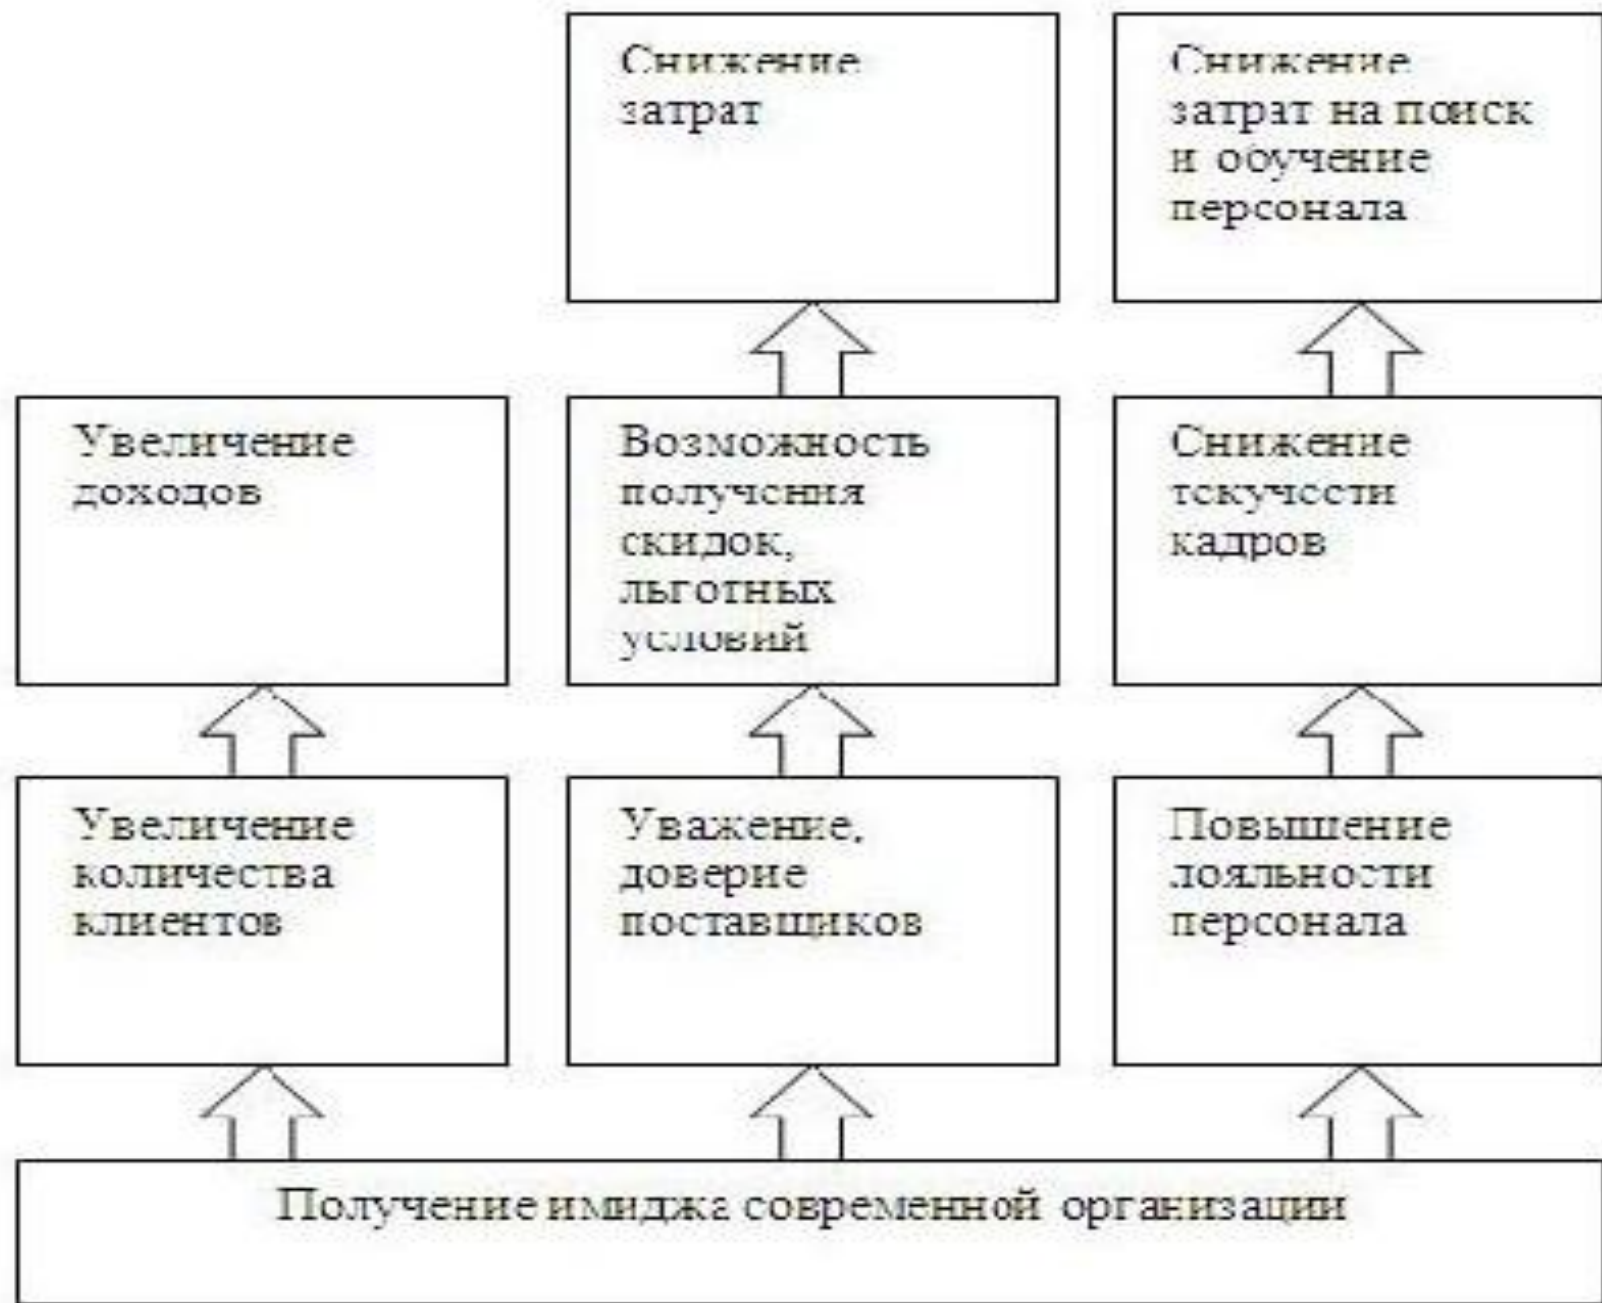 Снижение
затрат
Снижение
затрат на поиск
и обучение
персонала
Увеличение
доходов
Возможность
получения
скидок,
льготных
условий
Снижение
текучести
кадров
Увеличение
количества
клиентов
Уважение,
доверие
поставщиков
Повышение
лояльности
персонала
Получение имиджа современной организации